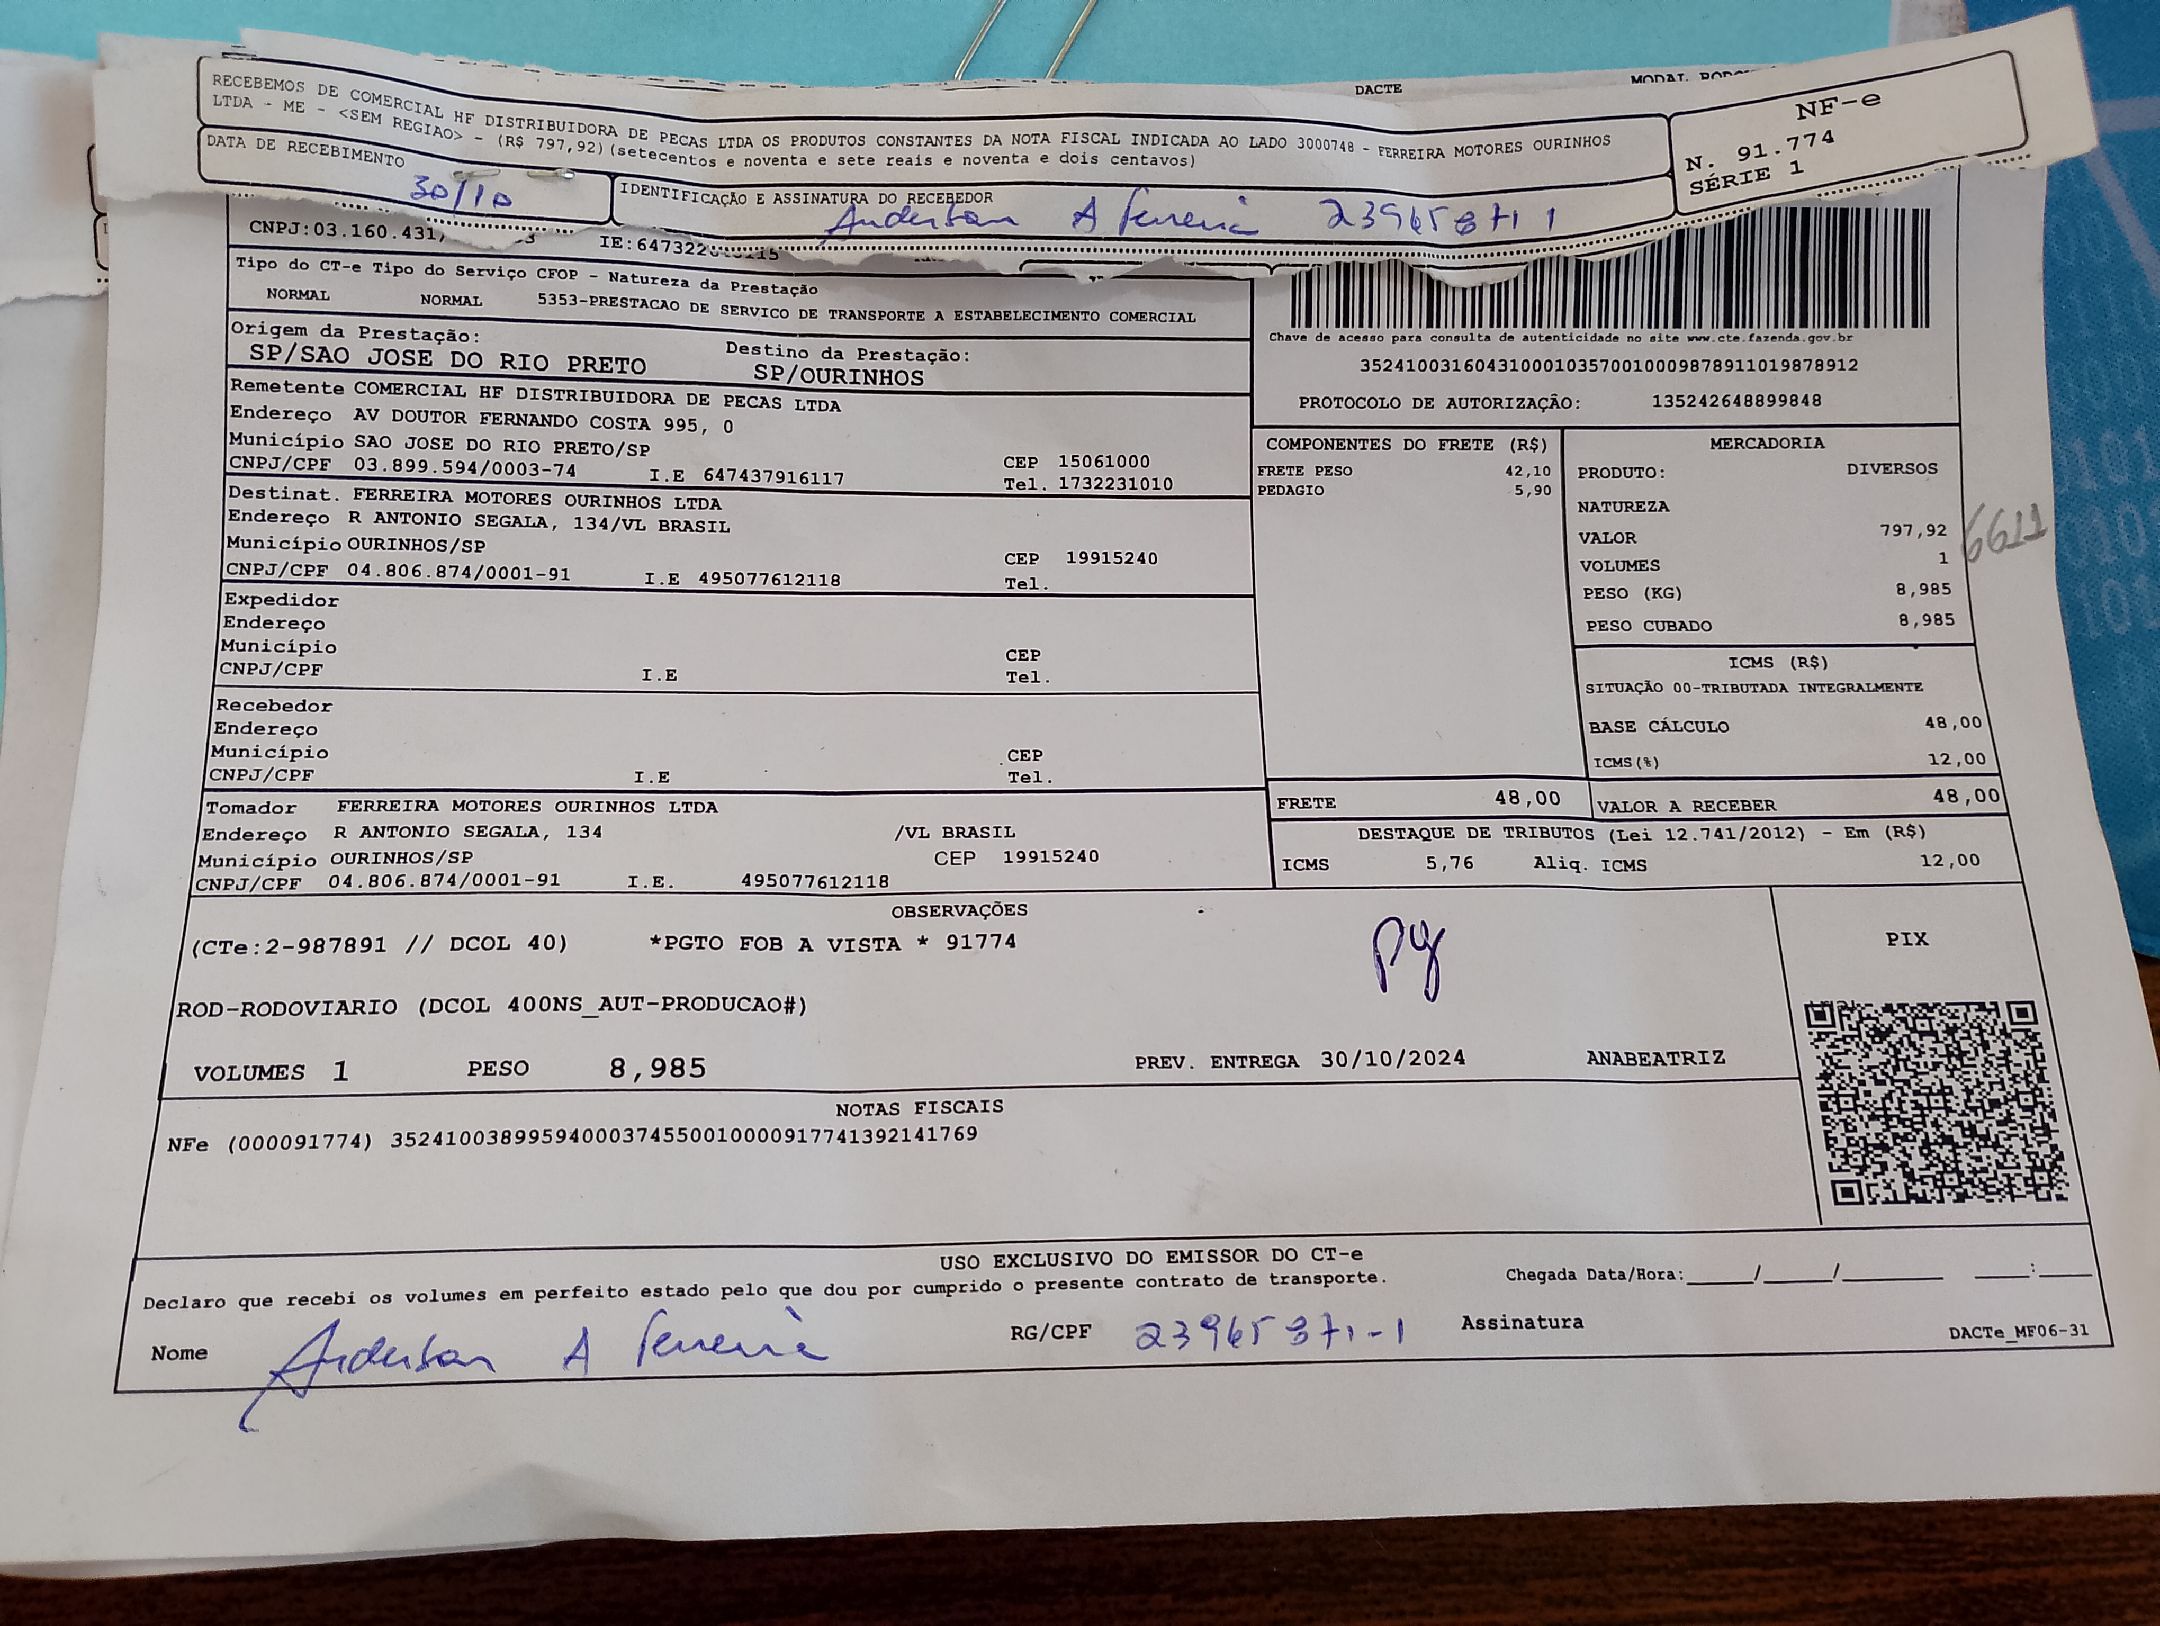 DACTE
RECEBEMOS DE COMERCIAL HF DISTRIBUIDORA DE PECAS LTDA OS PRODUTOS CONSTANTES DA NOTA FISCAL INDICADA AO LADO 3000748 - FERREIRA MOTORES OURINHOS
LTDA - ME - <SEM REGIAO> - (R$ 797,92)(setecentos e noventa e sete reais e noventa e dois centavos)
NF-e
N. 91.774
SÉRIE 1
DATA DE RECEBIMENTO
30/10
IDENTIFICAÇÃO E ASSINATURA DO RECEBEDOR
Anderson A Ferreira 23965871 1
CNPJ:03.160.431/
IE:647322
Tipo do CT-e Tipo do Serviço CFOP - Natureza da Prestação
NORMAL NORMAL 5353-PRESTACAO DE SERVICO DE TRANSPORTE A ESTABELECIMENTO COMERCIAL
Origem da Prestação:
SP/SAO JOSE DO RIO PRETO
Destino da Prestação:
SP/OURINHOS
Chave de acesso para consulta de autenticidade no site www.cte.fazenda.gov.br
35241003160431000103570010009878911019878912
PROTOCOLO DE AUTORIZAÇÃO: 135242648899848
Remetente COMERCIAL HF DISTRIBUIDORA DE PECAS LTDA
Endereço AV DOUTOR FERNANDO COSTA 995, 0
Município SAO JOSE DO RIO PRETO/SP
CEP 15061000
CNPJ/CPF 03.899.594/0003-74 I.E 647437916117 Tel. 1732231010
Destinat. FERREIRA MOTORES OURINHOS LTDA
Endereço R ANTONIO SEGALA, 134/VL BRASIL
Município OURINHOS/SP CEP 19915240
CNPJ/CPF 04.806.874/0001-91 I.E 495077612118 Tel.
Expedidor
Endereço
Município CEP
CNPJ/CPF I.E Tel.
Recebedor
Endereço
Município CEP
CNPJ/CPF I.E Tel.
Tomador FERREIRA MOTORES OURINHOS LTDA
Endereço R ANTONIO SEGALA, 134 /VL BRASIL
Município OURINHOS/SP CEP 19915240
CNPJ/CPF 04.806.874/0001-91 I.E. 495077612118
COMPONENTES DO FRETE (R$)
FRETE PESO 42,10
PEDAGIO 5,90
MERCADORIA
PRODUTO: DIVERSOS
NATUREZA
VALOR 797,92
6611
VOLUMES 1
PESO (KG) 8,985
PESO CUBADO 8,985
ICMS (R$)
SITUAÇÃO 00-TRIBUTADA INTEGRALMENTE
BASE CÁLCULO 48,00
ICMS(%) 12,00
FRETE 48,00 VALOR A RECEBER 48,00
DESTAQUE DE TRIBUTOS (Lei 12.741/2012) - Em (R$)
ICMS 5,76 Aliq. ICMS 12,00
OBSERVAÇÕES
(CTe:2-987891 // DCOL 40) *PGTO FOB A VISTA * 91774
pg
PIX
ROD-RODOVIARIO (DCOL 400NS_AUT-PRODUCAO#)
VOLUMES 1 PESO 8,985 PREV. ENTREGA 30/10/2024 ANABEATRIZ
NOTAS FISCAIS
NFe (000091774) 35241003899594000374550010000917741392141769
USO EXCLUSIVO DO EMISSOR DO CT-e
Declaro que recebi os volumes em perfeito estado pelo que dou por cumprido o presente contrato de transporte.
Chegada Data/Hora:_____/_____/_______ ____:____
Nome Anderson A Ferreira RG/CPF 23965871-1 Assinatura
DACTe_MF06-31